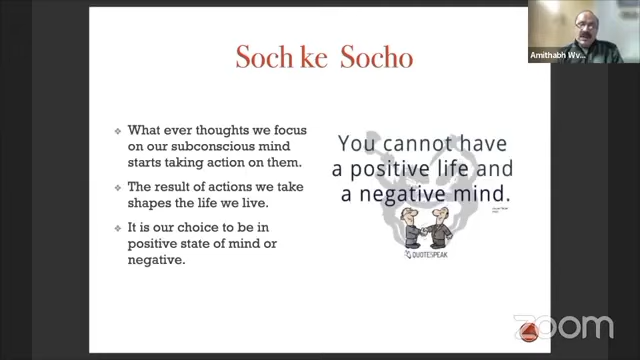 Soch ke Socho
What ever thoughts we focus
on our subconscious mind
starts taking action on them.
The result of actions we take
shapes the life we live.
It is our choice to be in
positive state of mind or
negative.
You cannot have
a positive life and
a negative mind.
QUOTESPEAK
Amithabh Wv...
zoom